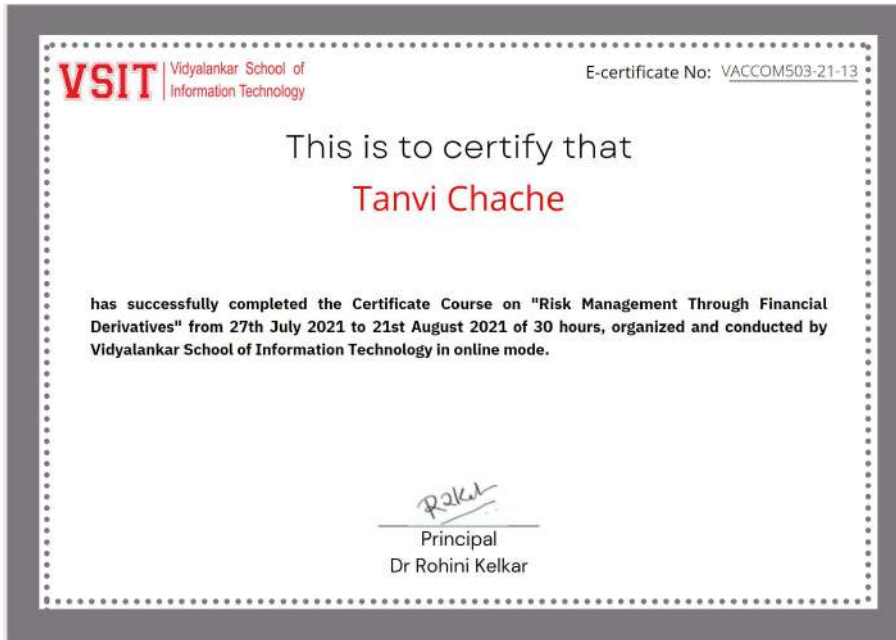 VSIT
Vidyalankar School of
Information Technology
E-certificate No: VACCOM503-21-13
This is to certify that
Tanvi Chache
has successfully completed the Certificate Course on "Risk Management Through Financial
Derivatives" from 27th July 2021 to 21st August 2021 of 30 hours, organized and conducted by
Vidyalankar School of Information Technology in online mode.
Principal
Dr Rohini Kelkar